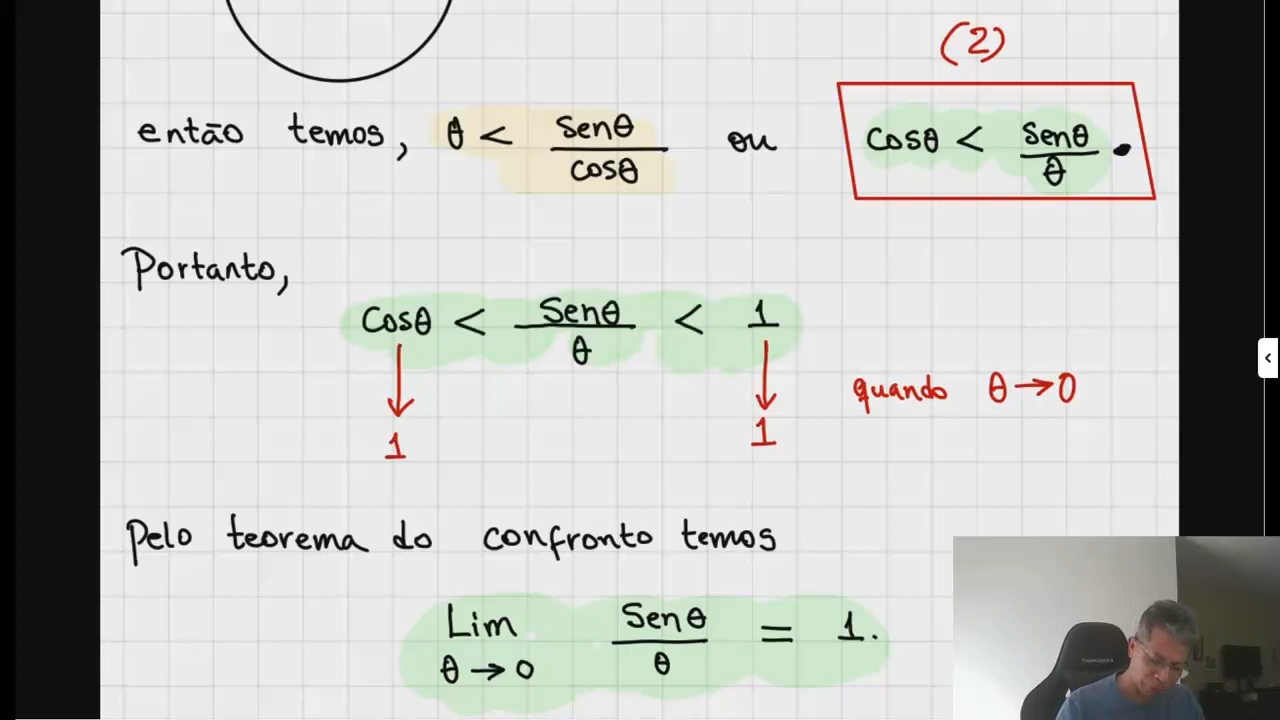 (2)
então temos, θ < Senθ/cosθ ou Cosθ < Senθ/θ.
Portanto,
Cosθ < Senθ/θ < 1
quando θ→0
1 1
Pelo teorema do confronto temos
Lim θ→0 Senθ/θ = 1.